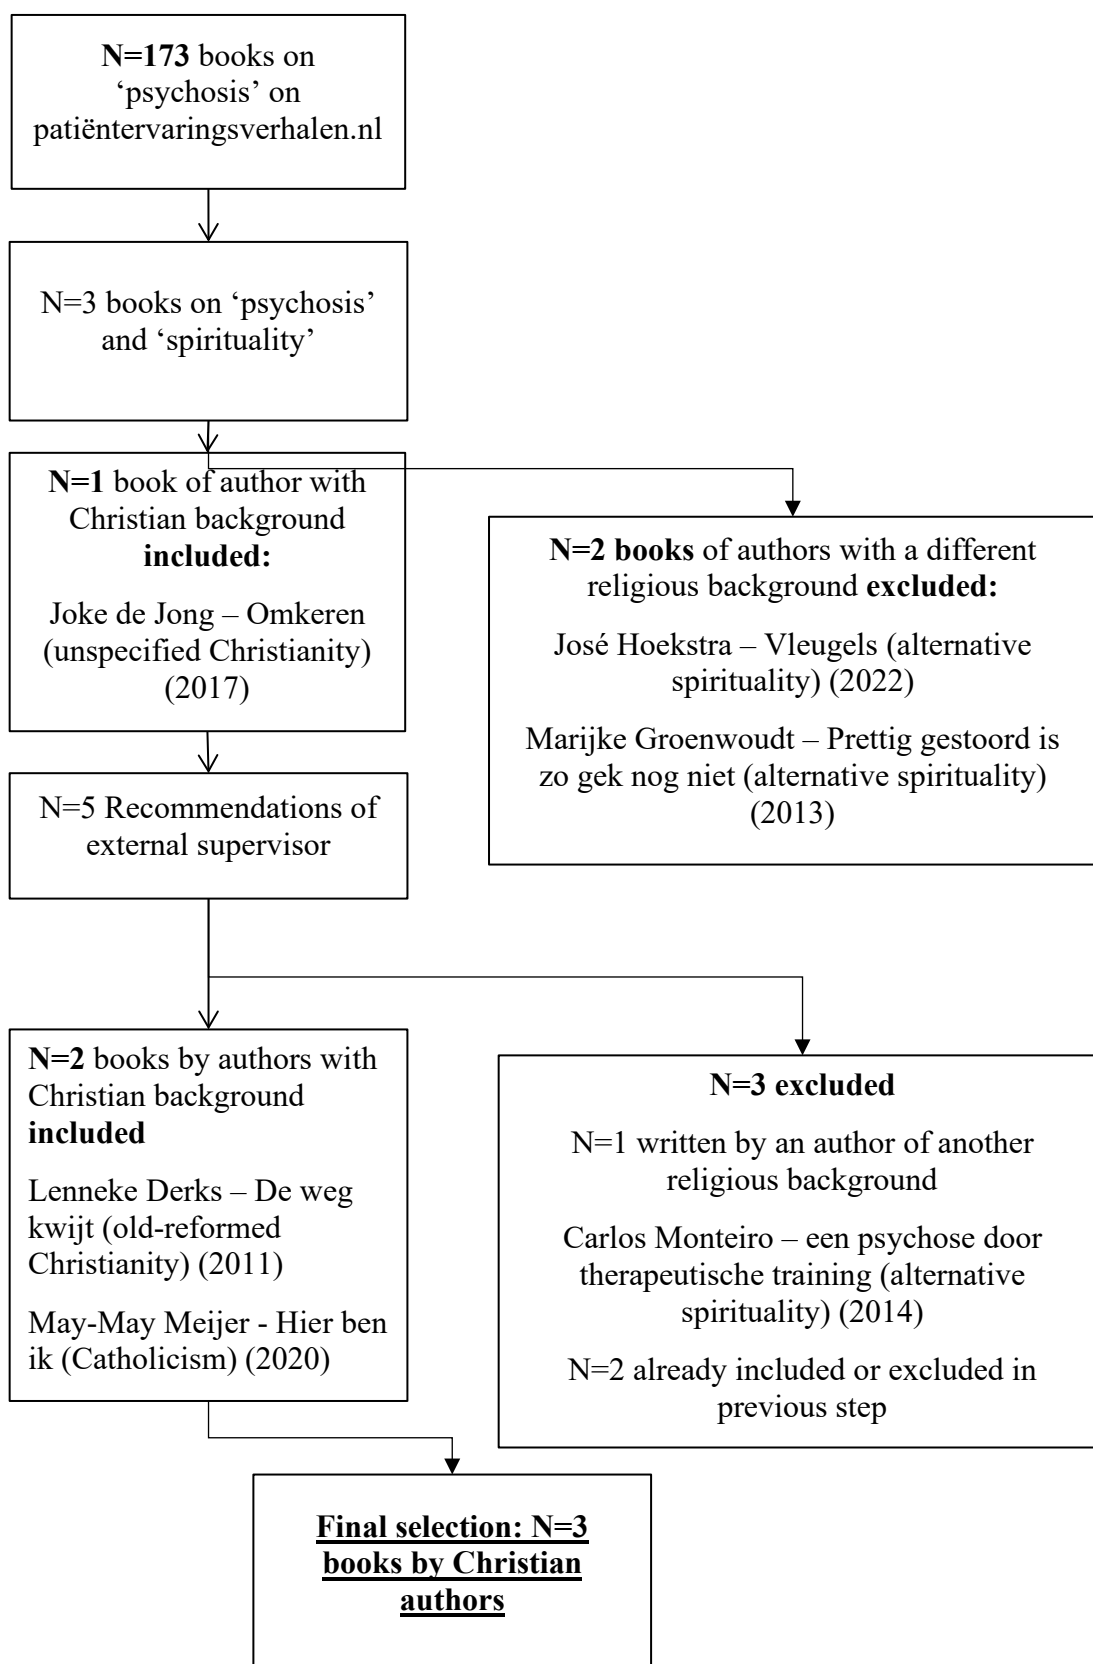 N=173 books on
‘psychosis’ on
patiëntervaringsverhalen.nl
N=3 books on ‘psychosis’
and ‘spirituality’
N=1 book of author with
Christian background
included:
Joke de Jong – Omkeren
(unspecified Christianity)
(2017)
N=2 books of authors with a different
religious background excluded:
José Hoekstra – Vleugels (alternative
spirituality) (2022)
Marijke Groenwoudt – Prettig gestoord is
zo gek nog niet (alternative spirituality)
(2013)
N=5 Recommendations of
external supervisor
N=2 books by authors with
Christian background
included
Lenneke Derks – De weg
kwijt (old-reformed
Christianity) (2011)
May-May Meijer - Hier ben
ik (Catholicism) (2020)
N=3 excluded
N=1 written by an author of another
religious background
Carlos Monteiro – een psychose door
therapeutische training (alternative
spirituality) (2014)
N=2 already included or excluded in
previous step
Final selection: N=3
books by Christian
authors